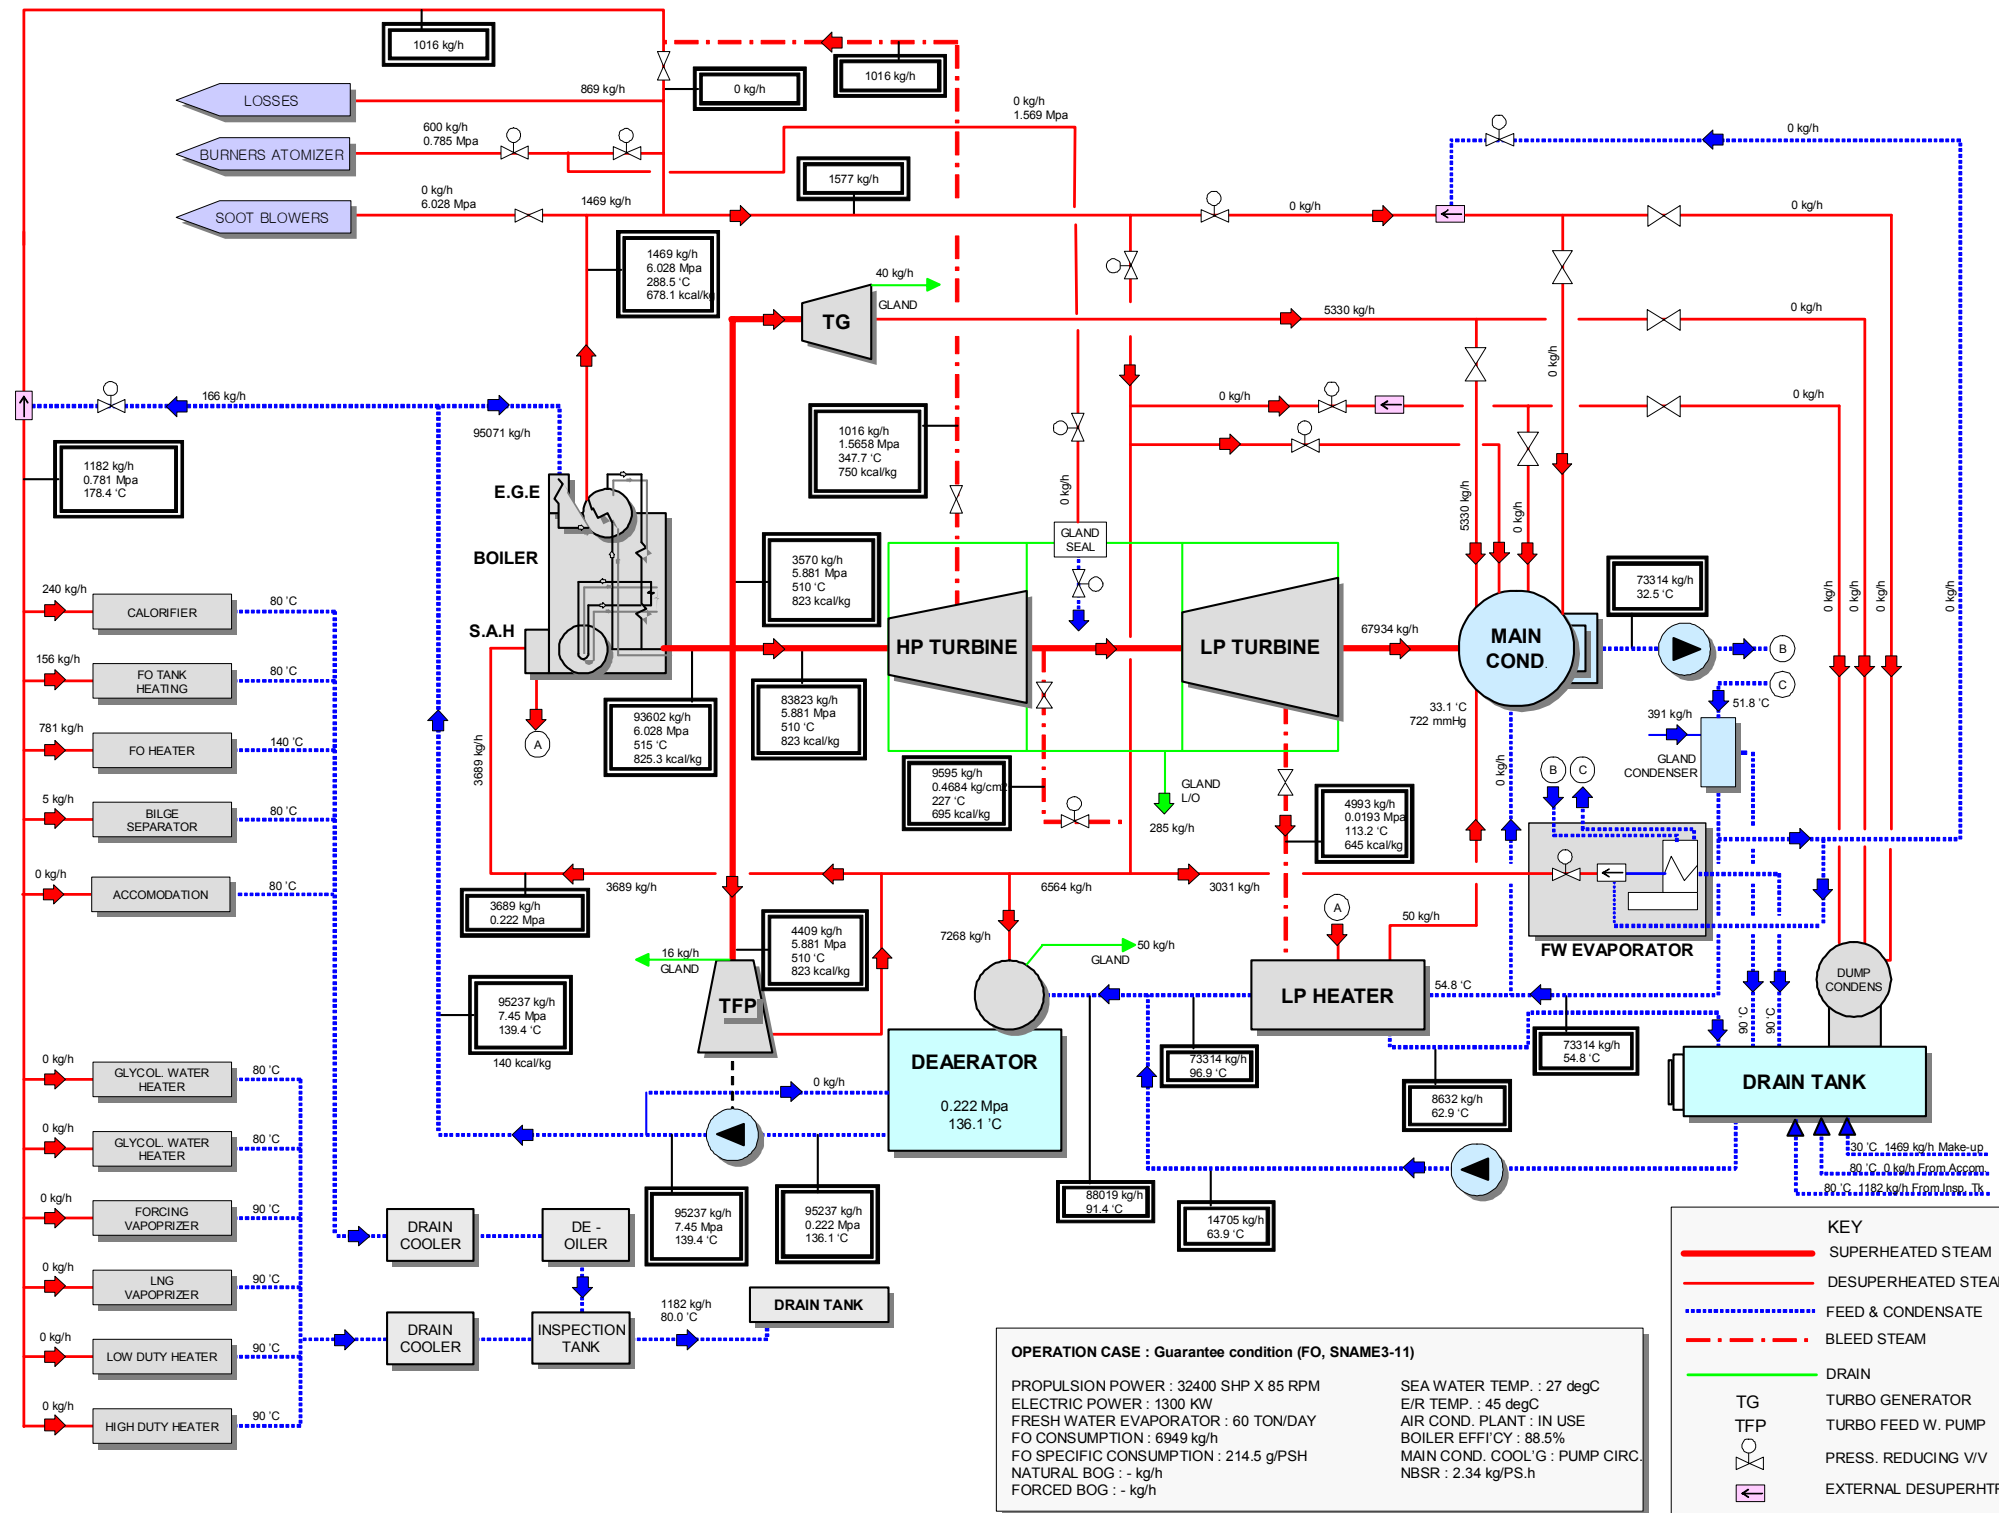 1016 kg/h
1016 kg/h
0 kg/h
LOSSES
869 kg/h
0 kg/h
1.569 Mpa
600 kg/h
0.785 Mpa
BURNERS ATOMIZER
0 kg/h
1577 kg/h
0 kg/h
6.028 Mpa
SOOT BLOWERS
1469 kg/h
0 kg/h
0 kg/h
1469 kg/h
6.028 Mpa
288.5 'C
678.1 kcal/kg
40 kg/h
GLAND
TG
5330 kg/h
0 kg/h
0 kg/h
166 kg/h
95071 kg/h
0 kg/h
0 kg/h
1016 kg/h
1.5658 Mpa
347.7 'C
750 kcal/kg
1182 kg/h
0.781 Mpa
178.4 'C
E.G.E
BOILER
S.A.H
0 kg/h
5330 kg/h
0 kg/h
GLAND
SEAL
3570 kg/h
5.881 Mpa
510 'C
823 kcal/kg
73314 kg/h
32.5 'C
0 kg/h
0 kg/h
0 kg/h
0 kg/h
240 kg/h
CALORIFIER
80 'C
156 kg/h
FO TANK
HEATING
80 'C
781 kg/h
FO HEATER
140 'C
5 kg/h
BILGE
SEPARATOR
80 'C
0 kg/h
ACCOMODATION
80 'C
HP TURBINE
LP TURBINE
67934 kg/h
MAIN
COND.
B
C
51.8 'C
33.1 'C
722 mmHg
391 kg/h
GLAND
CONDENSER
A
3689 kg/h
93602 kg/h
6.028 Mpa
515 'C
825.3 kcal/kg
83823 kg/h
5.881 Mpa
510 'C
823 kcal/kg
9595 kg/h
0.4684 kg/cm2
227 'C
695 kcal/kg
GLAND
L/O
285 kg/h
4993 kg/h
0.0193 Mpa
113.2 'C
645 kcal/kg
0 kg/h
B
C
FW EVAPORATOR
3689 kg/h
6564 kg/h
3031 kg/h
3689 kg/h
0.222 Mpa
4409 kg/h
5.881 Mpa
510 'C
823 kcal/kg
16 kg/h
GLAND
TFP
7268 kg/h
50 kg/h
GLAND
A
50 kg/h
LP HEATER
54.8 'C
DUMP
CONDENS
90 'C
90 'C
95237 kg/h
7.45 Mpa
139.4 'C
140 kcal/kg
DEAERATOR
0.222 Mpa
136.1 'C
0 kg/h
73314 kg/h
96.9 'C
73314 kg/h
54.8 'C
8632 kg/h
62.9 'C
DRAIN TANK
30 'C 1469 kg/h Make-up
80 'C 0 kg/h From Accom.
80 'C 1182 kg/h From Insp. Tk
0 kg/h
GLYCOL. WATER
HEATER
80 'C
0 kg/h
GLYCOL. WATER
HEATER
80 'C
0 kg/h
FORCING
VAPOPRIZER
90 'C
0 kg/h
LNG
VAPOPRIZER
90 'C
0 kg/h
LOW DUTY HEATER
90 'C
0 kg/h
HIGH DUTY HEATER
90 'C
95237 kg/h
7.45 Mpa
139.4 'C
95237 kg/h
0.222 Mpa
136.1 'C
88019 kg/h
91.4 'C
14705 kg/h
63.9 'C
DRAIN
COOLER
DE -
OILER
DRAIN
COOLER
INSPECTION
TANK
1182 kg/h
80.0 'C
DRAIN TANK
OPERATION CASE : Guarantee condition (FO, SNAME3-11)
PROPULSION POWER : 32400 SHP X 85 RPM
ELECTRIC POWER : 1300 KW
FRESH WATER EVAPORATOR : 60 TON/DAY
FO CONSUMPTION : 6949 kg/h
FO SPECIFIC CONSUMPTION : 214.5 g/PSH
NATURAL BOG : - kg/h
FORCED BOG : - kg/h
SEA WATER TEMP. : 27 degC
E/R TEMP. : 45 degC
AIR COND. PLANT : IN USE
BOILER EFFI'CY : 88.5%
MAIN COND. COOL'G : PUMP CIRC.
NBSR : 2.34 kg/PS.h
KEY
SUPERHEATED STEAM
DESUPERHEATED STEAM
FEED & CONDENSATE
BLEED STEAM
DRAIN
TG TURBO GENERATOR
TFP TURBO FEED W. PUMP
PRESS. REDUCING V/V
EXTERNAL DESUPERHTR